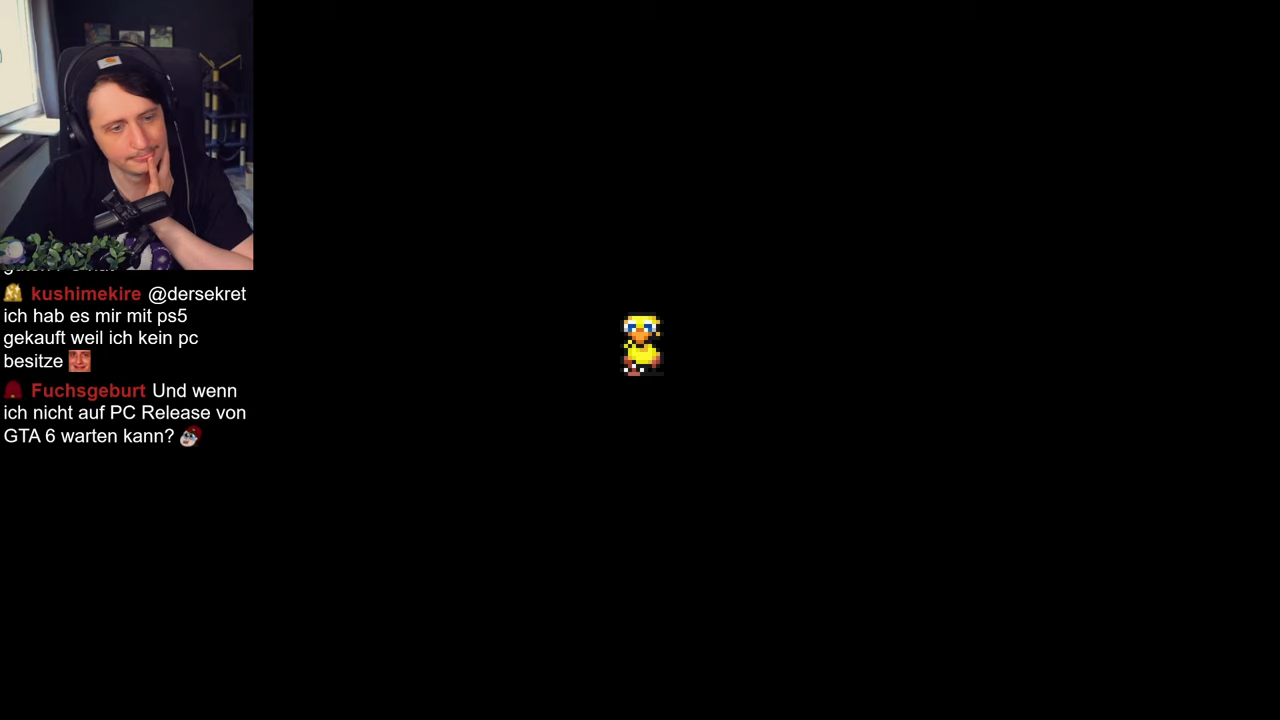 kushimekire @dersekret
ich hab es mir mit ps5
gekauft weil ich kein pc
besitze
Fuchsgeburt Und wenn
ich nicht auf PC Release von
GTA 6 warten kann?